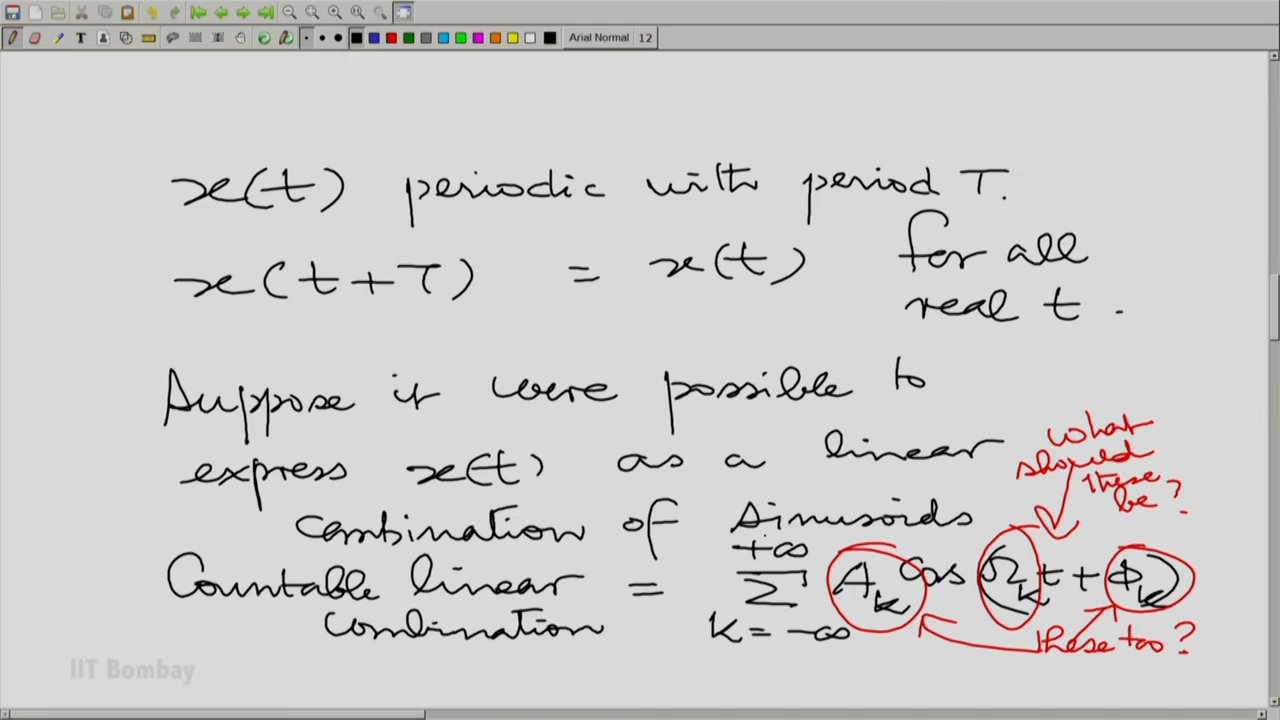 Arial Normal 12
x(t) periodic with period T.
x(t+T) = x(t) for all
real t.
Suppose it were possible to
express x(t) as a linear
combination of sinusoids
Countable linear combination = +∞ Σ k=-∞ A_k Cos(Ω_k t + Φ_k)
what
should
these
be?
these too?
IIT Bombay